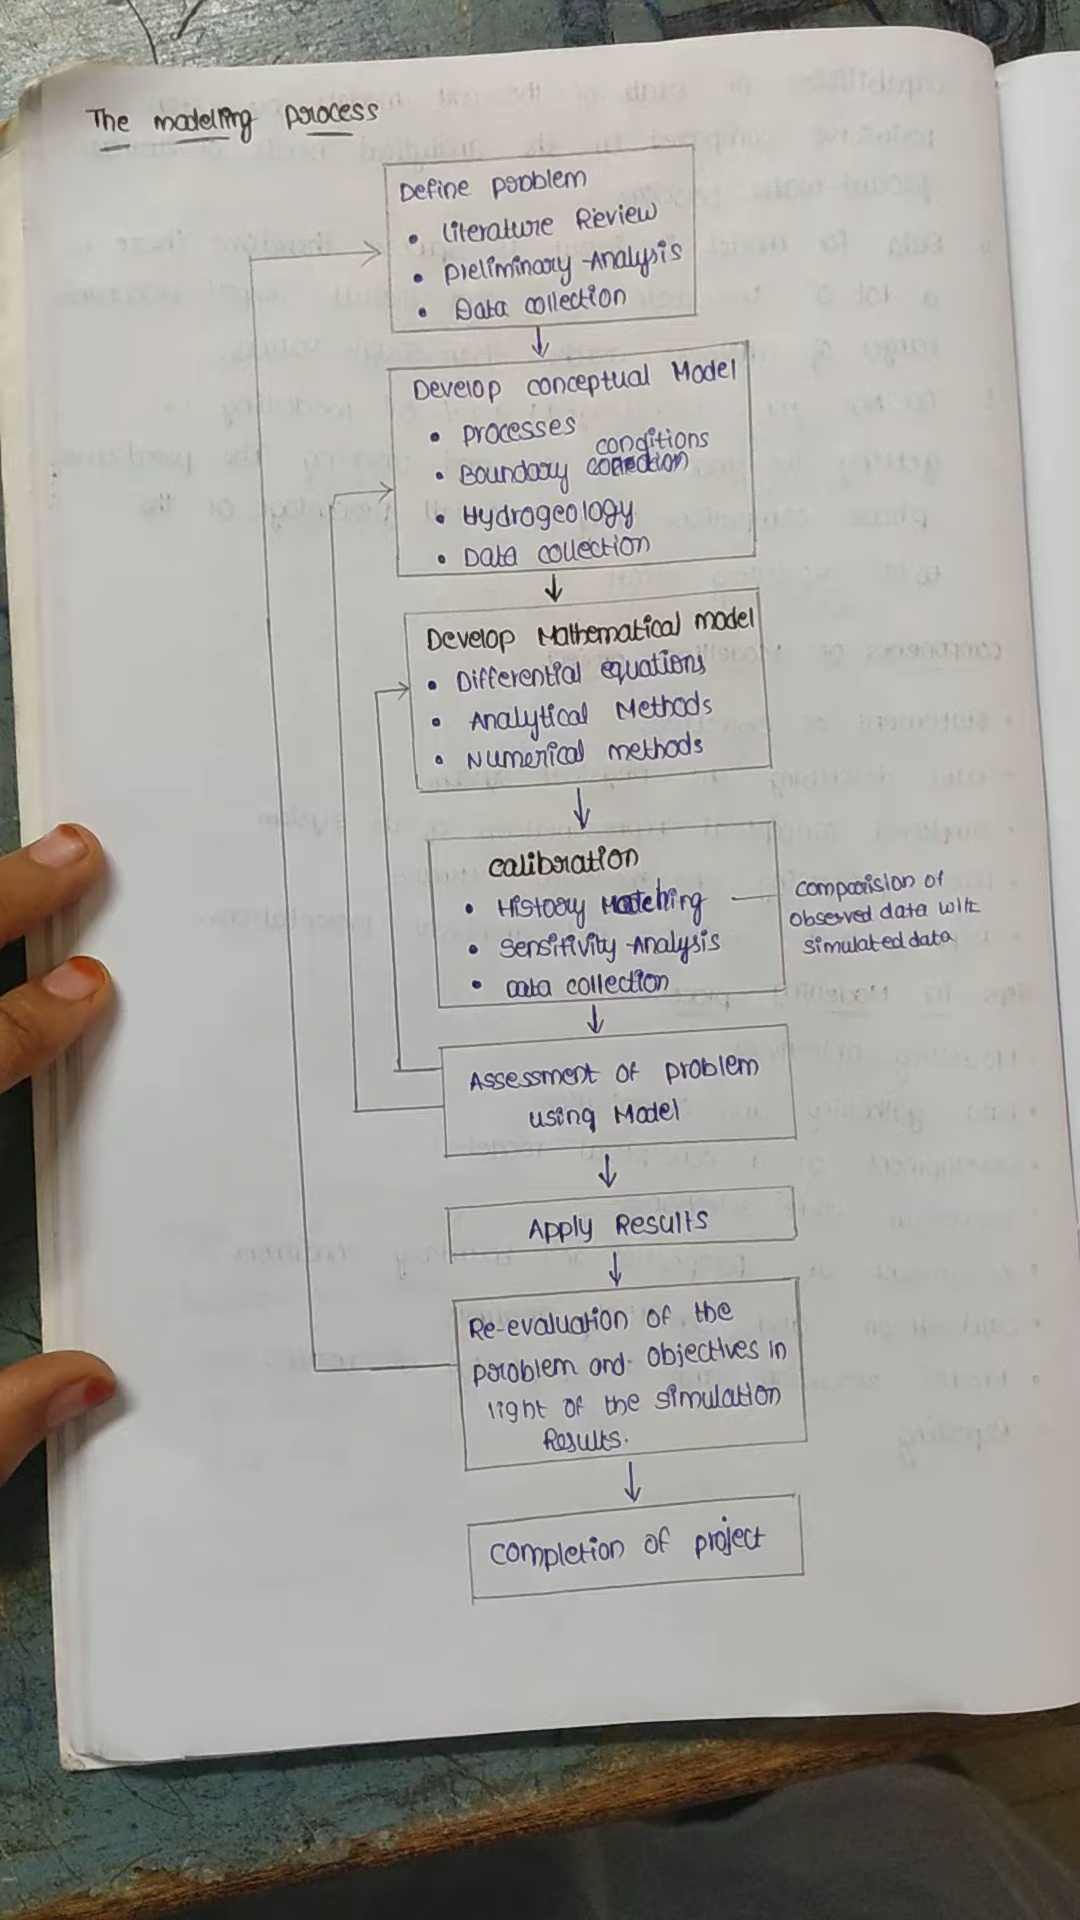 The modelling process
Define problem
• Literature Review
• Preliminary Analysis
• Data collection
Develop conceptual Model
• Processes
conditions
• Boundary
• Hydrogeology
• Data collection
Develop Mathematical model
• Differential equations
• Analytical Methods
• Numerical methods
Calibration
• History Matching
• Sensitivity Analysis
• Data collection
comparision of
observed data with
simulated data
Assessment of problem
using Model
Apply Results
Re-evaluation of the
problem and objectives in
light of the simulation
Results.
Completion of project